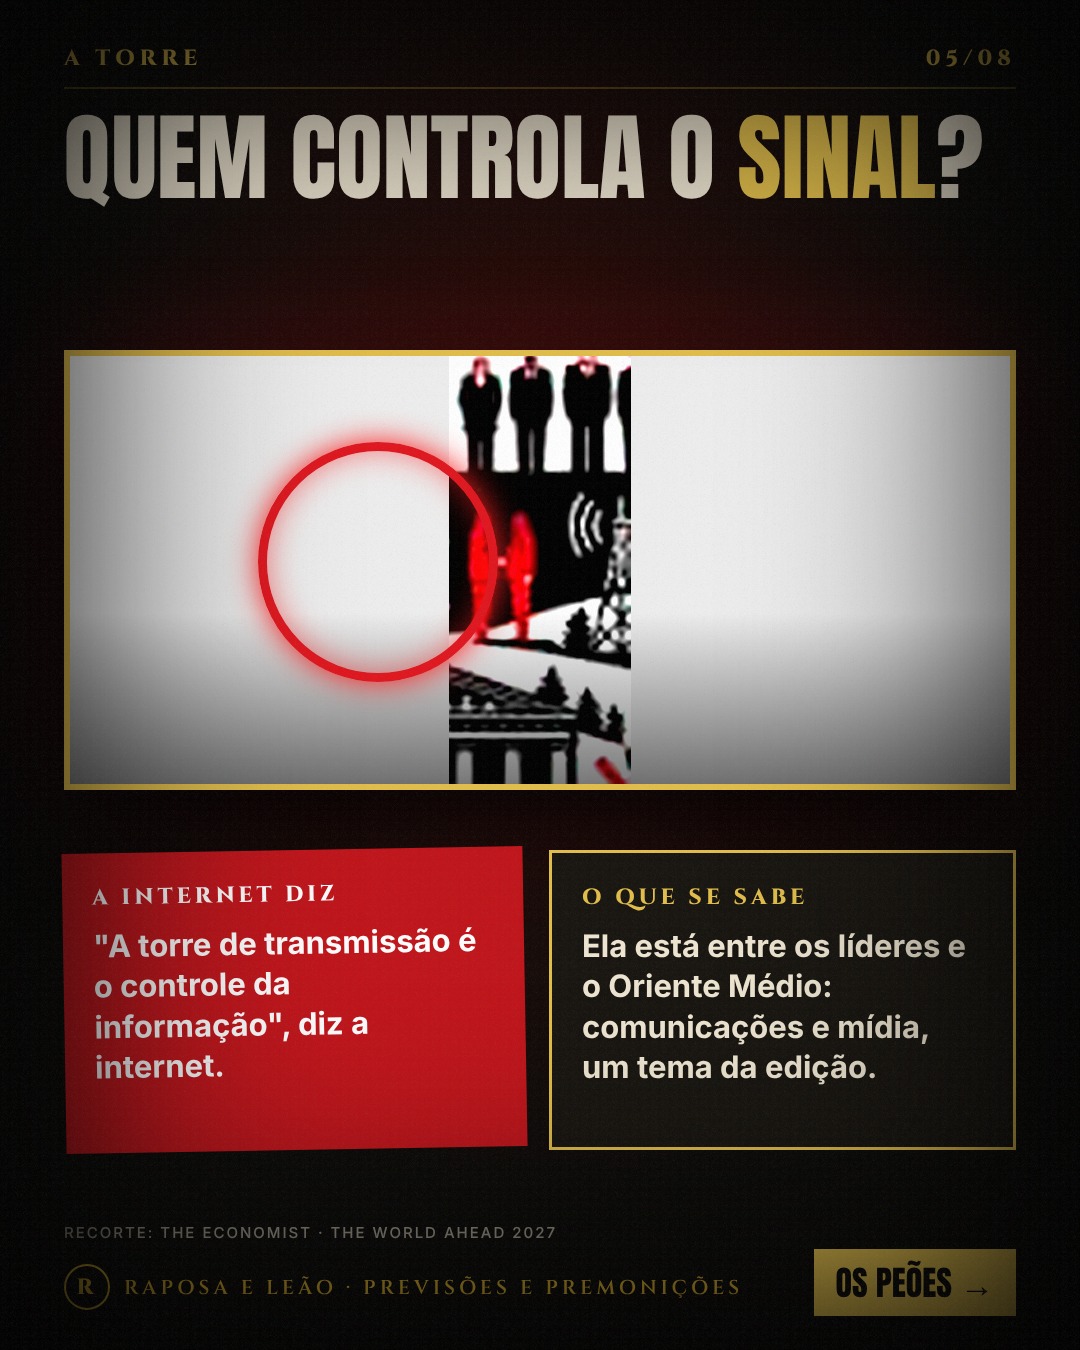 A TORRE
05/08
QUEM CONTROLA O SINAL?
A INTERNET DIZ
"A torre de transmissão é
o controle da
informação", diz a
internet.
O QUE SE SABE
Ela está entre os líderes e
o Oriente Médio:
comunicações e mídia,
um tema da edição.
RECORTE: THE ECONOMIST · THE WORLD AHEAD 2027
R RAPOSA E LEÃO · PREVISÕES E PREMONIÇÕES
OS PEÕES →